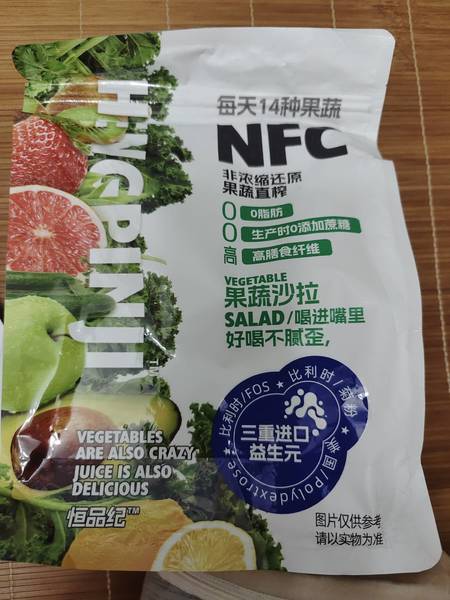 每天14种果蔬
NFC
非浓缩还原
果蔬直榨
0 0脂肪
0 生产时0添加蔗糖
高 高膳食纤维
VEGETABLE
果蔬沙拉
SALAD/喝进嘴里
好喝不腻歪,
比利时/FOS ★ 比利时/菊粉 ★ 美国/Polydextrose ★
三重进口
益生元
HINGPINJI
VEGETABLES
ARE ALSO CRAZY
JUICE IS ALSO
DELICIOUS
恒品纪™
图片仅供参考
请以实物为准